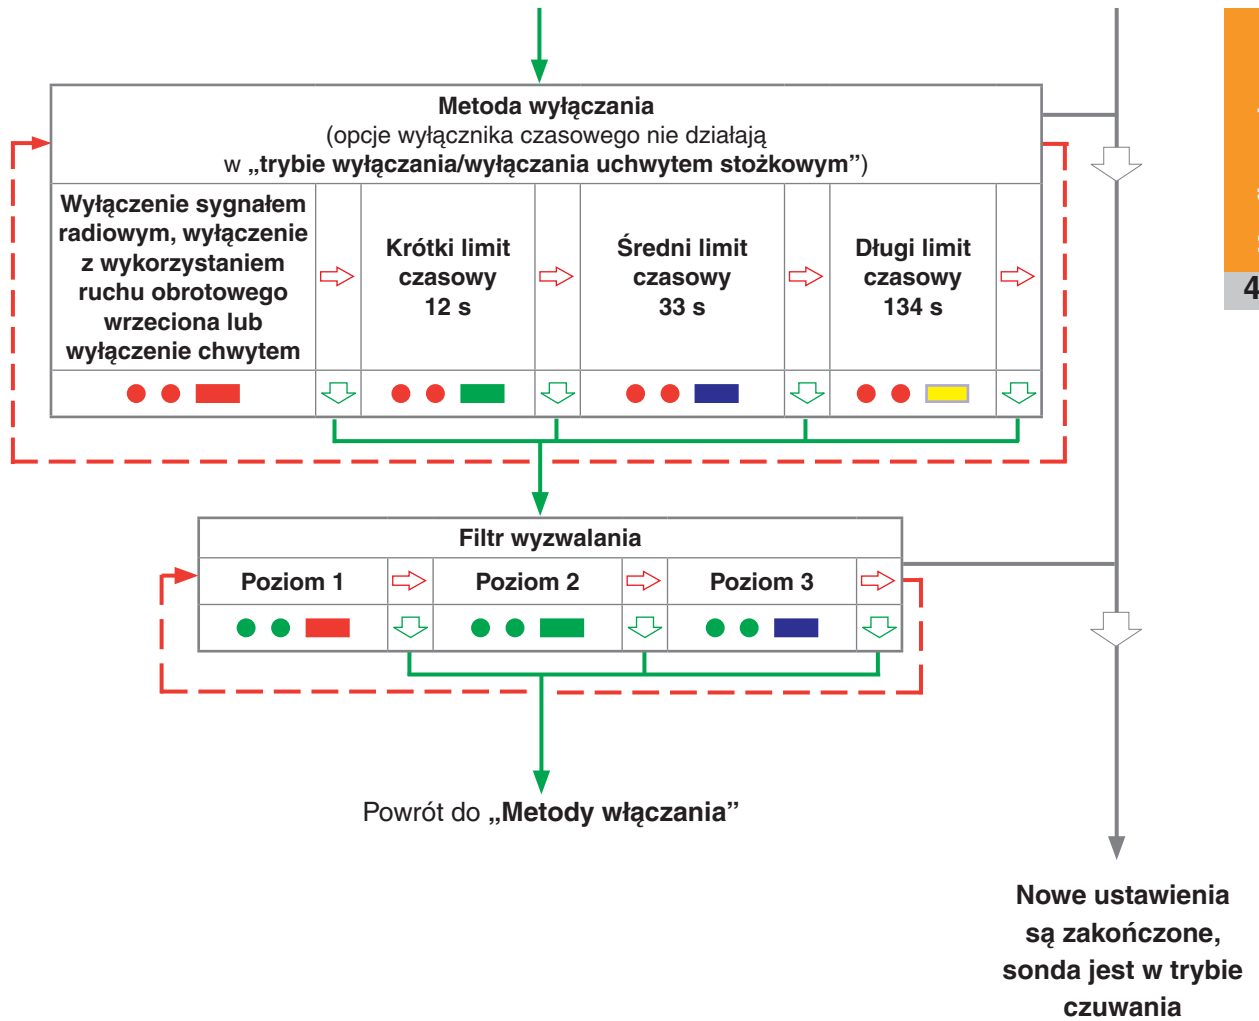 Metoda wyłączania
(opcje wyłącznika czasowego nie działają
w „trybie wyłączania/wyłączania uchwytem stożkowym”)
Wyłączenie sygnałem
radiowym, wyłączenie
z wykorzystaniem
ruchu obrotowego
wrzeciona lub
wyłączenie chwytem
Krótki limit
czasowy
12 s
Średni limit
czasowy
33 s
Długi limit
czasowy
134 s
Filtr wyzwalania
Poziom 1
Poziom 2
Poziom 3
Powrót do „Metody włączania”
Nowe ustawienia
są zakończone,
sonda jest w trybie
czuwania
4